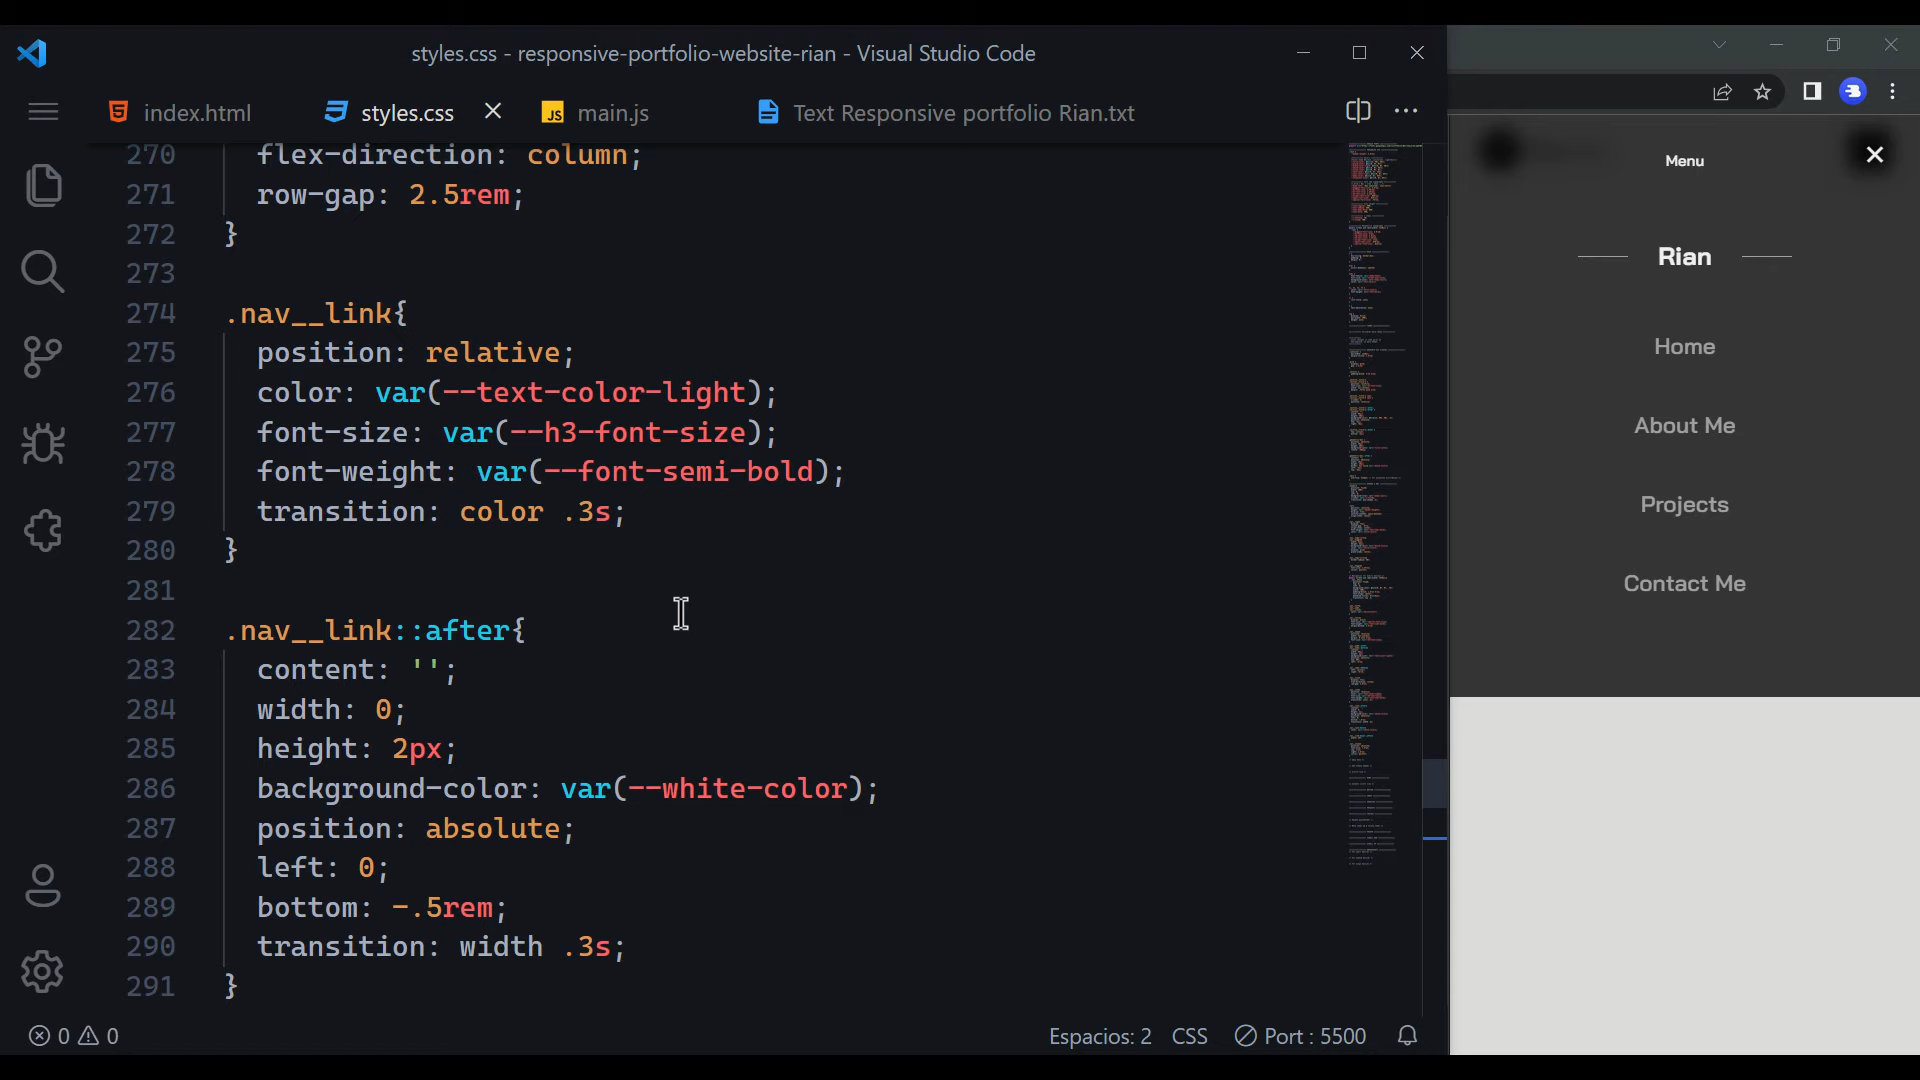 styles.css - responsive-portfolio-website-rian - Visual Studio Code
index.html
styles.css
JS main.js
Text Responsive portfolio Rian.txt
270 flex-direction: column;
271 row-gap: 2.5rem;
272 }
273
274 .nav__link{
275 position: relative;
276 color: var(--text-color-light);
277 font-size: var(--h3-font-size);
278 font-weight: var(--font-semi-bold);
279 transition: color .3s;
280 }
281
282 .nav__link::after{
283 content: '';
284 width: 0;
285 height: 2px;
286 background-color: var(--white-color);
287 position: absolute;
288 left: 0;
289 bottom: -.5rem;
290 transition: width .3s;
291 }
0 0
Espacios: 2 CSS Port : 5500
Menu
Rian
Home
About Me
Projects
Contact Me